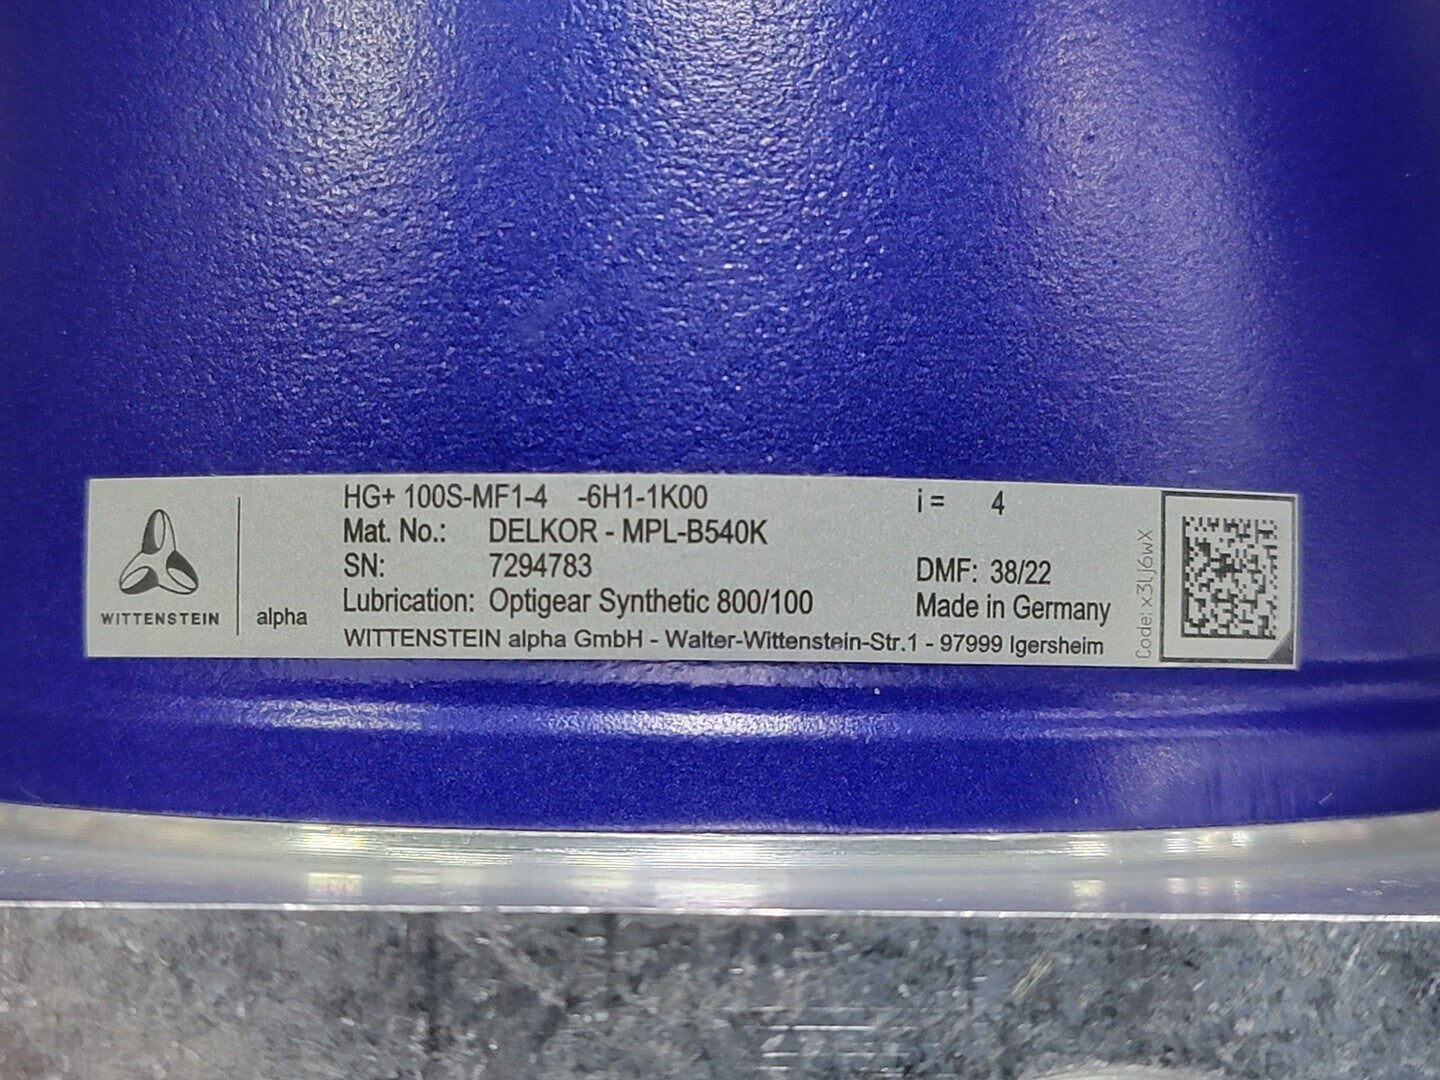 HG+ 100S-MF1-4 -6H1-1K00 i = 4
Mat. No.: DELKOR - MPL-B540K
SN: 7294783 DMF: 38/22
Lubrication: Optigear Synthetic 800/100 Made in Germany
WITTENSTEIN alpha GmbH - Walter-Wittenstein-Str.1 - 97999 Igersheim
WITTENSTEIN alpha
Code: x3lJ6wX